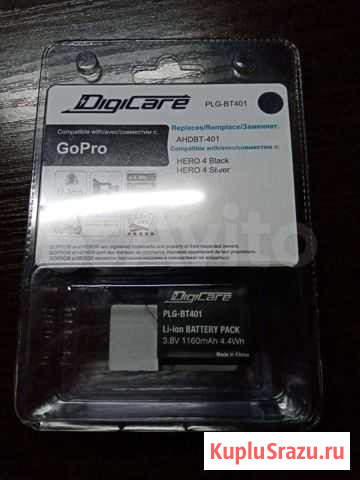 DIGICARE
PLG-BT401
Compatible with/avec/совместим с:
GoPro
Replaces/Remplace/Заменяет:
AHDBT-401
Compatible with/avec/совместим с:
HERO 4 Black
HERO 4 Silver
Li-ion
Avito
DIGICARE
PLG-BT401
Li-ion BATTERY PACK
3.8V 1160mAh 4.4Wh
Made in China
KupluSrazu.ru
КуплюСразу.рф